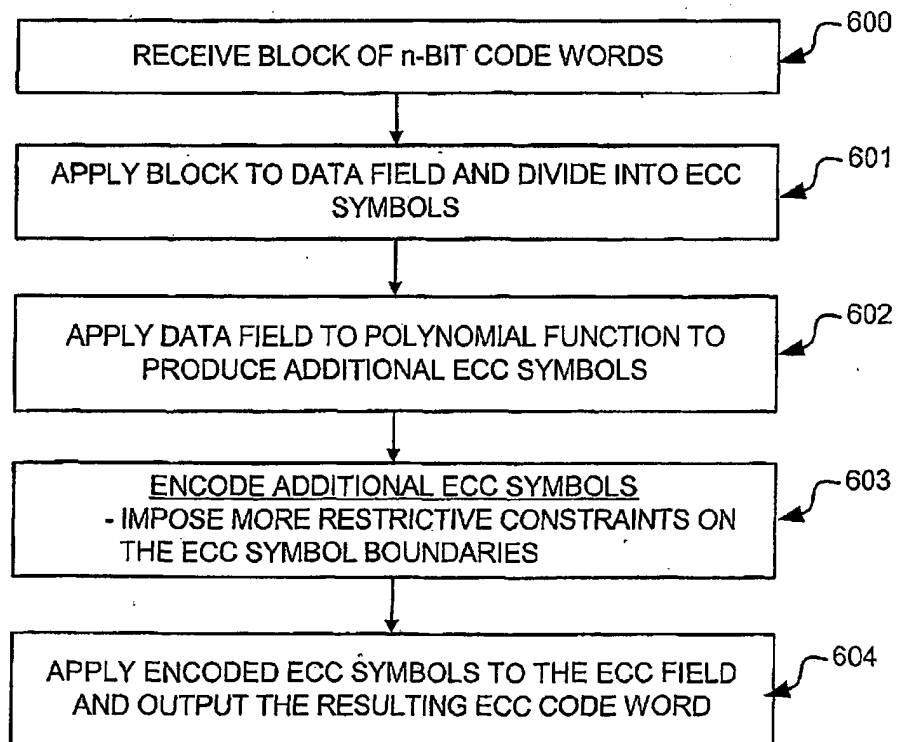 RECEIVE BLOCK OF n-BIT CODE WORDS
600
APPLY BLOCK TO DATA FIELD AND DIVIDE INTO ECC
SYMBOLS
601
APPLY DATA FIELD TO POLYNOMIAL FUNCTION TO
PRODUCE ADDITIONAL ECC SYMBOLS
602
ENCODE ADDITIONAL ECC SYMBOLS
- IMPOSE MORE RESTRICTIVE CONSTRAINTS ON
THE ECC SYMBOL BOUNDARIES
603
APPLY ENCODED ECC SYMBOLS TO THE ECC FIELD
AND OUTPUT THE RESULTING ECC CODE WORD
604